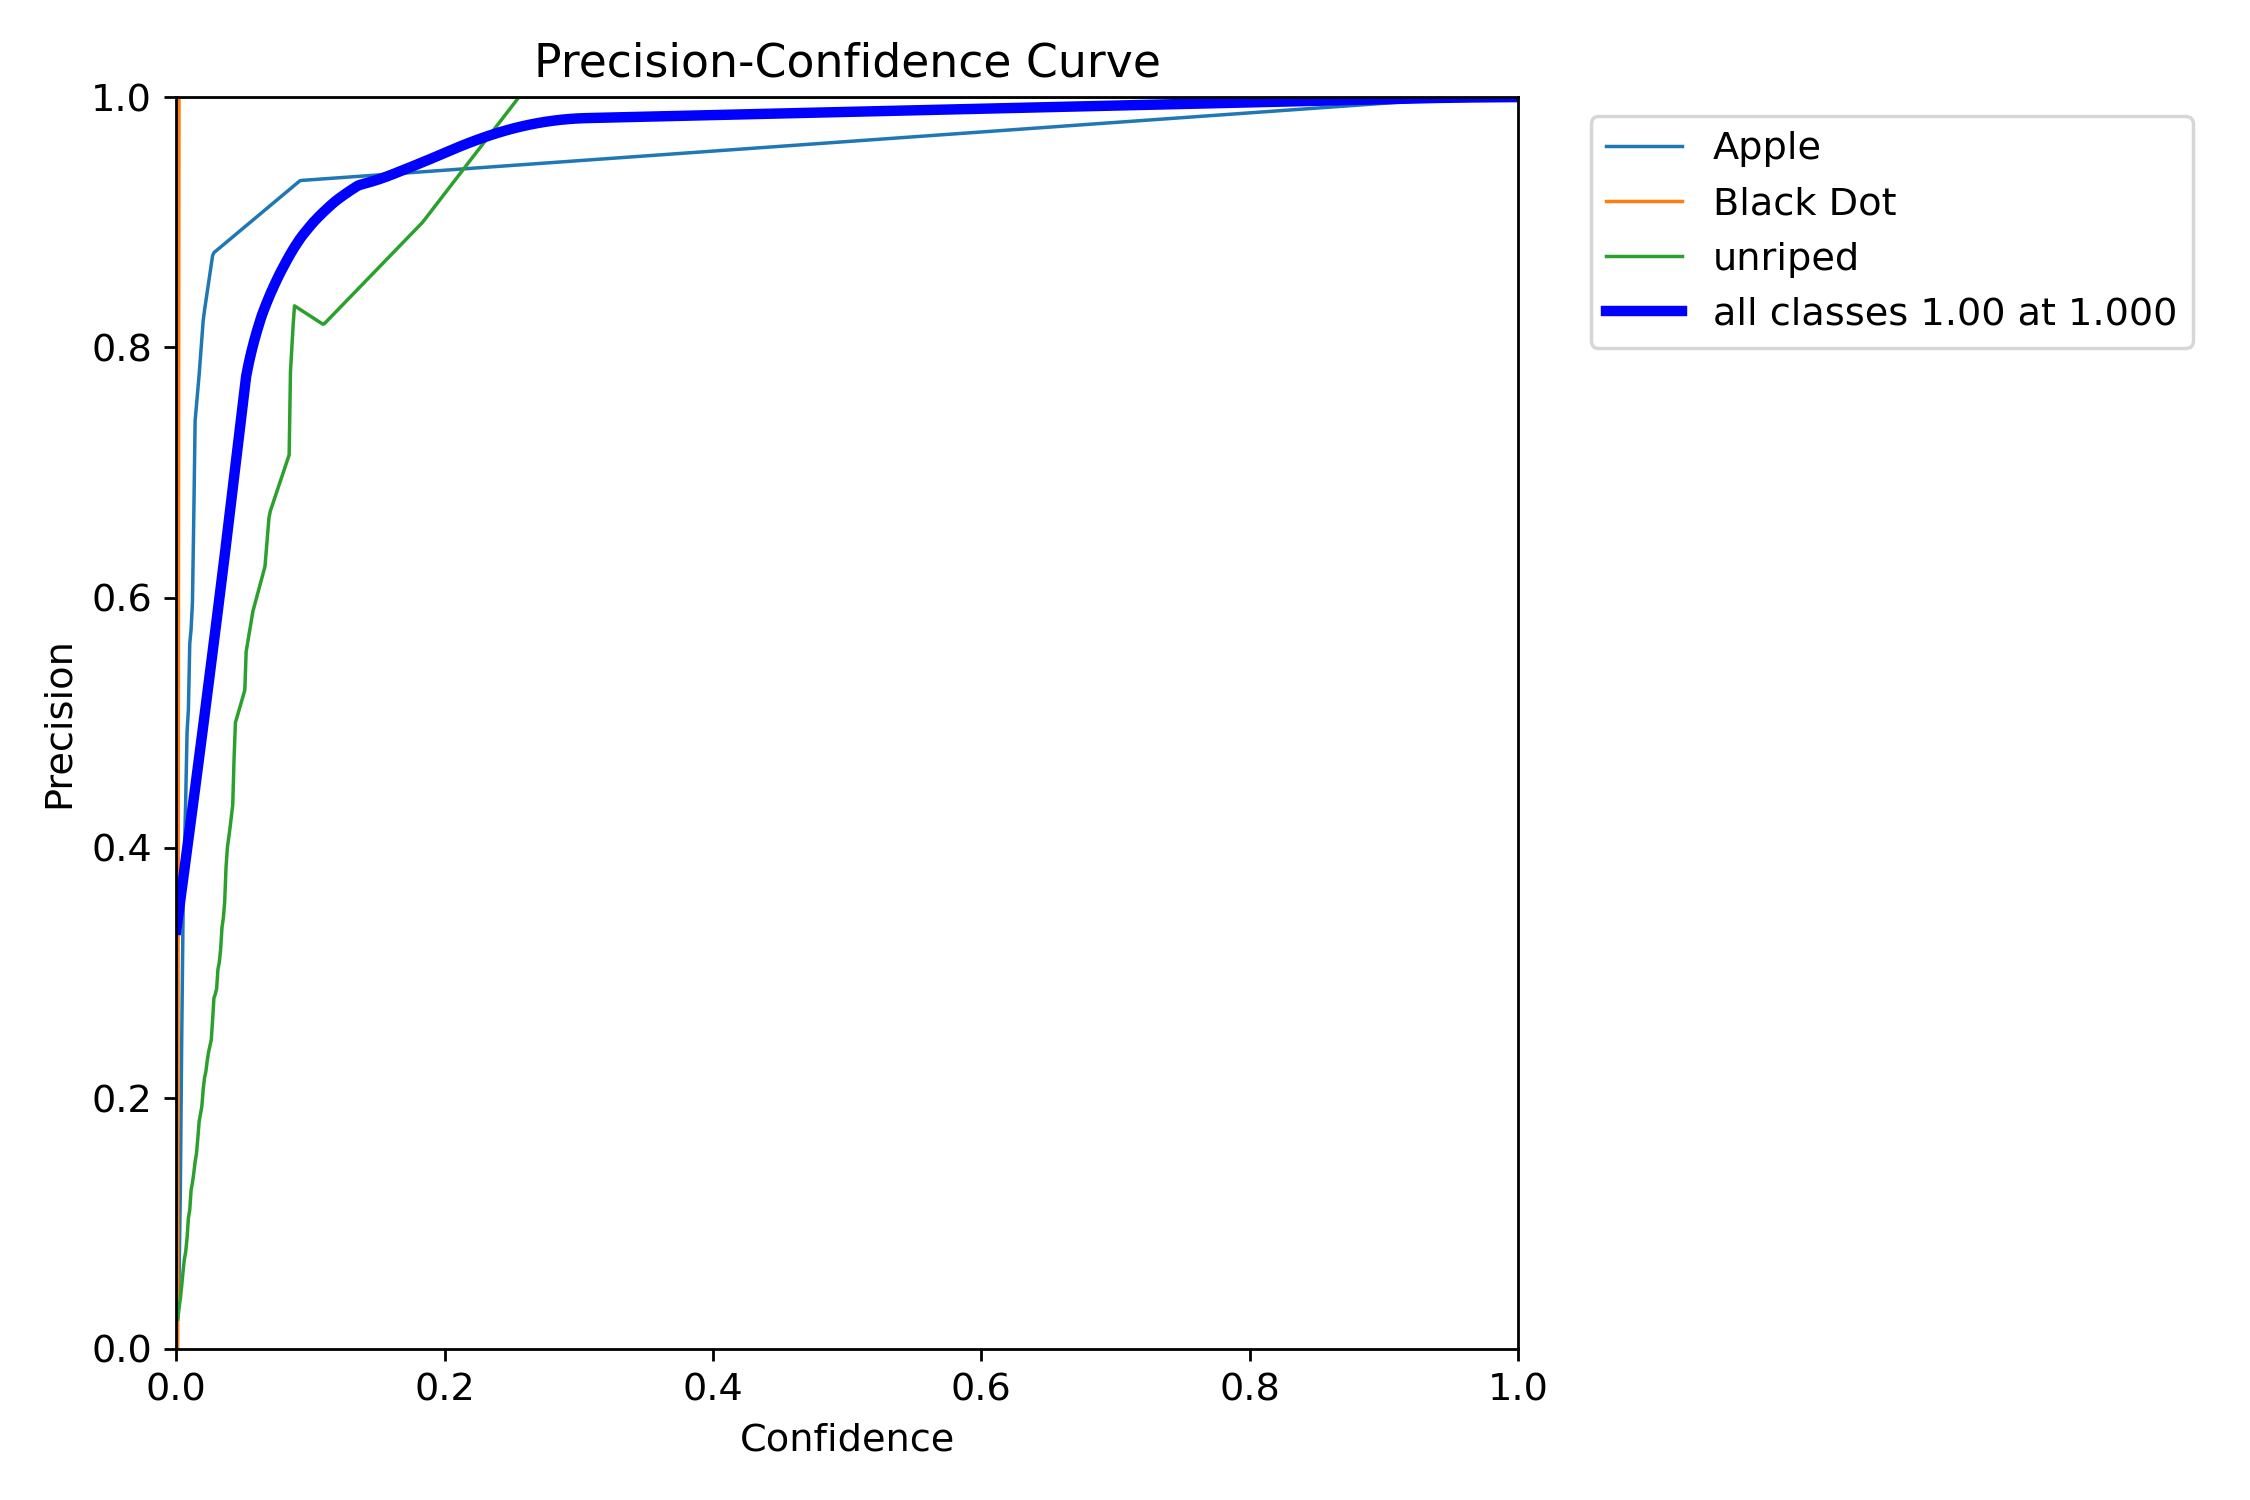 Precision-Confidence Curve
1.0
0.8
0.6
0.4
0.2
0.0
Precision
0.0 0.2 0.4 0.6 0.8 1.0
Confidence
Apple
Black Dot
unriped
all classes 1.00 at 1.000